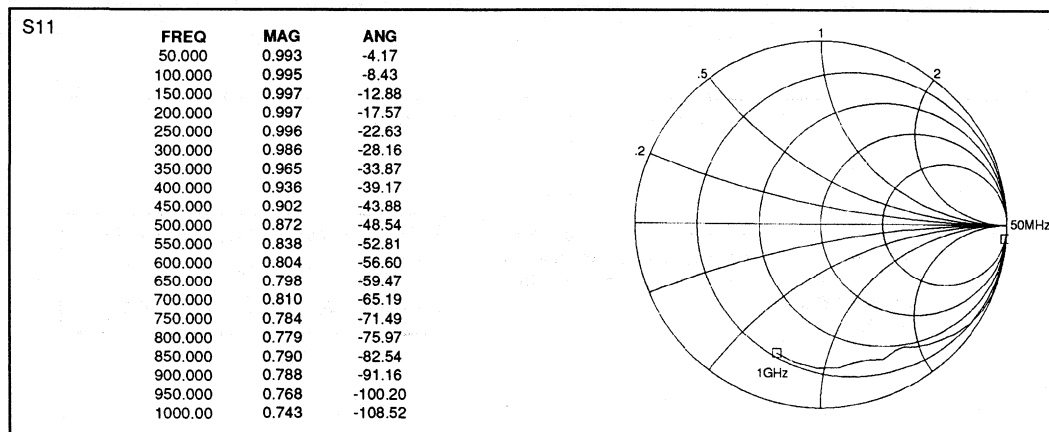 S11
FREQ MAG ANG
50.000 0.993 -4.17
100.000 0.995 -8.43
150.000 0.997 -12.88
200.000 0.997 -17.57
250.000 0.996 -22.63
300.000 0.986 -28.16
350.000 0.965 -33.87
400.000 0.936 -39.17
450.000 0.902 -43.88
500.000 0.872 -48.54
550.000 0.838 -52.81
600.000 0.804 -56.60
650.000 0.798 -59.47
700.000 0.810 -65.19
750.000 0.784 -71.49
800.000 0.779 -75.97
850.000 0.790 -82.54
900.000 0.788 -91.16
950.000 0.768 -100.20
1000.00 0.743 -108.52
1
.5
2
.2
50MHz
1GHz